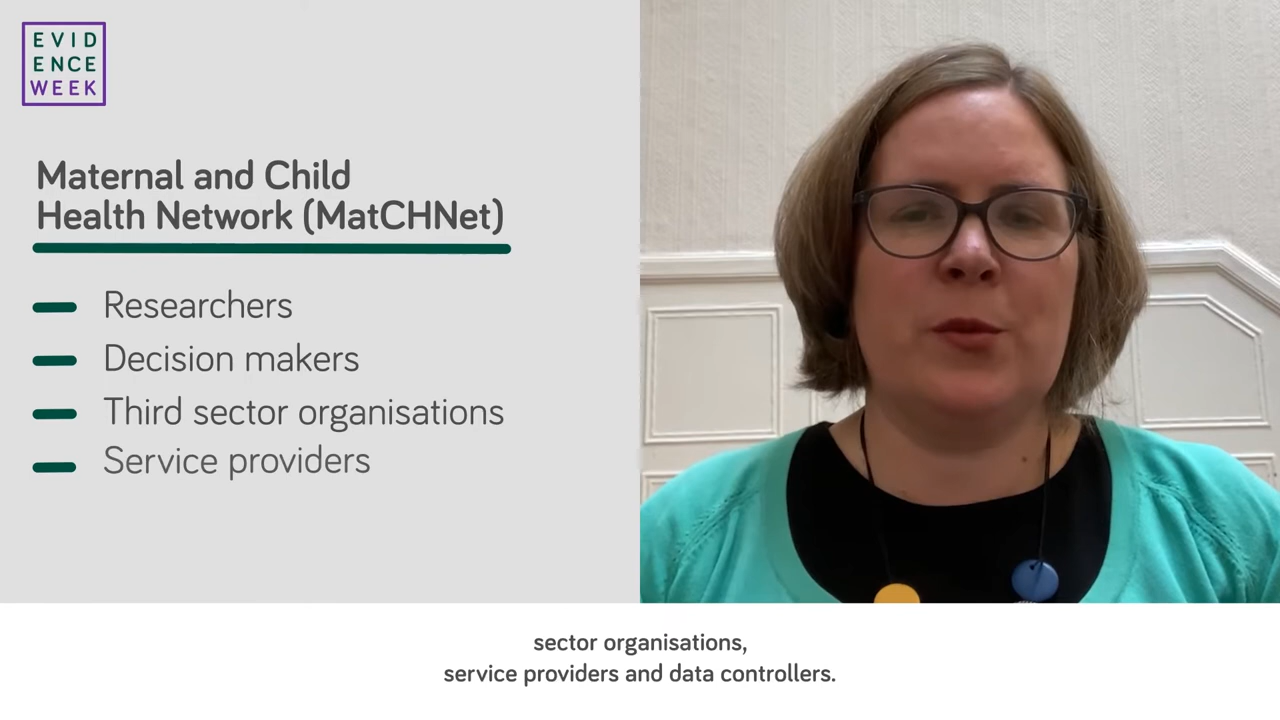 EVID
ENCE
WEEK
Maternal and Child
Health Network (MatCHNet)
Researchers
Decision makers
Third sector organisations
Service providers
sector organisations,
service providers and data controllers.